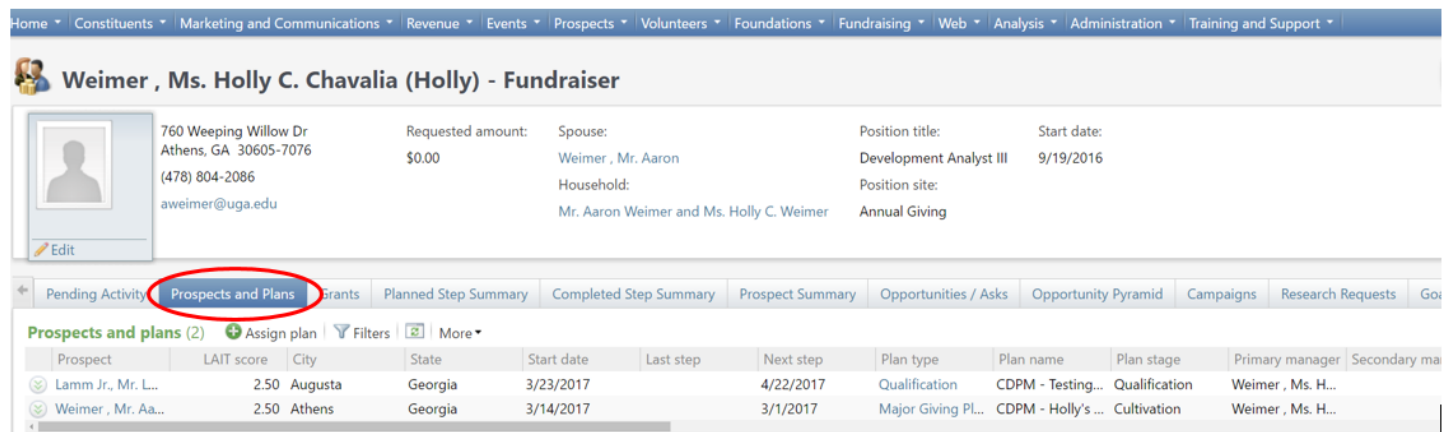 Home Constituents Marketing and Communications Revenue Events Prospects Volunteers Foundations Fundraising Web Analysis Administration Training and Support
Weimer , Ms. Holly C. Chavalia (Holly) - Fundraiser
760 Weeping Willow Dr Requested amount: Spouse: Position title: Start date:
Athens, GA 30605-7076 $0.00 Weimer , Mr. Aaron Development Analyst III 9/19/2016
(478) 804-2086 Household: Position site:
aweimer@uga.edu Mr. Aaron Weimer and Ms. Holly C. Weimer Annual Giving
Edit
Pending Activity Prospects and Plans Grants Planned Step Summary Completed Step Summary Prospect Summary Opportunities / Asks Opportunity Pyramid Campaigns Research Requests Goa
Prospects and plans (2) Assign plan Filters More
Prospect LAIT score City State Start date Last step Next step Plan type Plan name Plan stage Primary manager Secondary ma
Lamm Jr., Mr. L... 2.50 Augusta Georgia 3/23/2017 4/22/2017 Qualification CDPM - Testing... Qualification Weimer , Ms. H...
Weimer , Mr. Aa... 2.50 Athens Georgia 3/14/2017 3/1/2017 Major Giving Pl... CDPM - Holly's ... Cultivation Weimer , Ms. H...